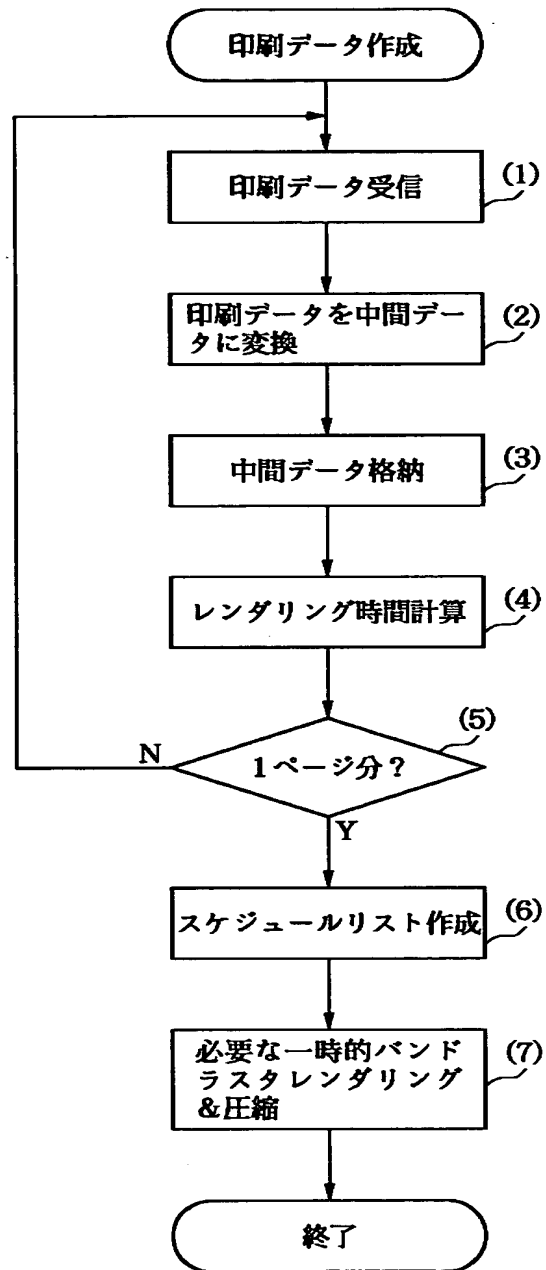 印刷データ作成
印刷データ受信
(1)
印刷データを中間デー
タに変換
(2)
中間データ格納
(3)
レンダリング時間計算
(4)
1ページ分？
(5)
N
Y
スケジュールリスト作成
(6)
必要な一時的バンド
ラスタレンダリング
&圧縮
(7)
終了